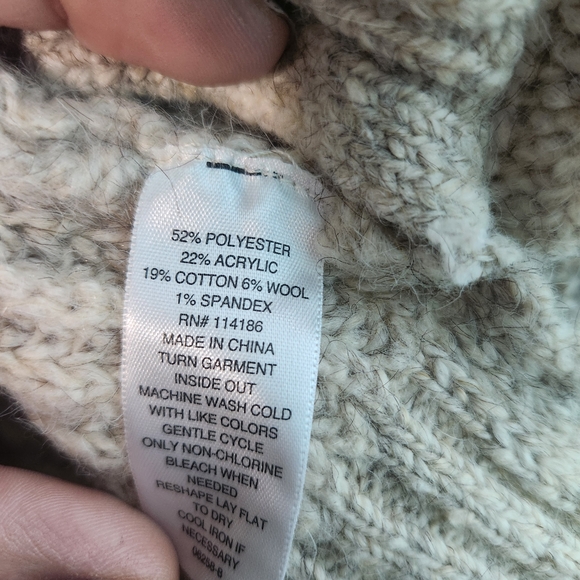 52% POLYESTER
22% ACRYLIC
19% COTTON 6% WOOL
1% SPANDEX
RN# 114186
MADE IN CHINA
TURN GARMENT
INSIDE OUT
MACHINE WASH COLD
WITH LIKE COLORS
GENTLE CYCLE
ONLY NON-CHLORINE
BLEACH WHEN
NEEDED
RESHAPE LAY FLAT
TO DRY
COOL IRON IF
NECESSARY